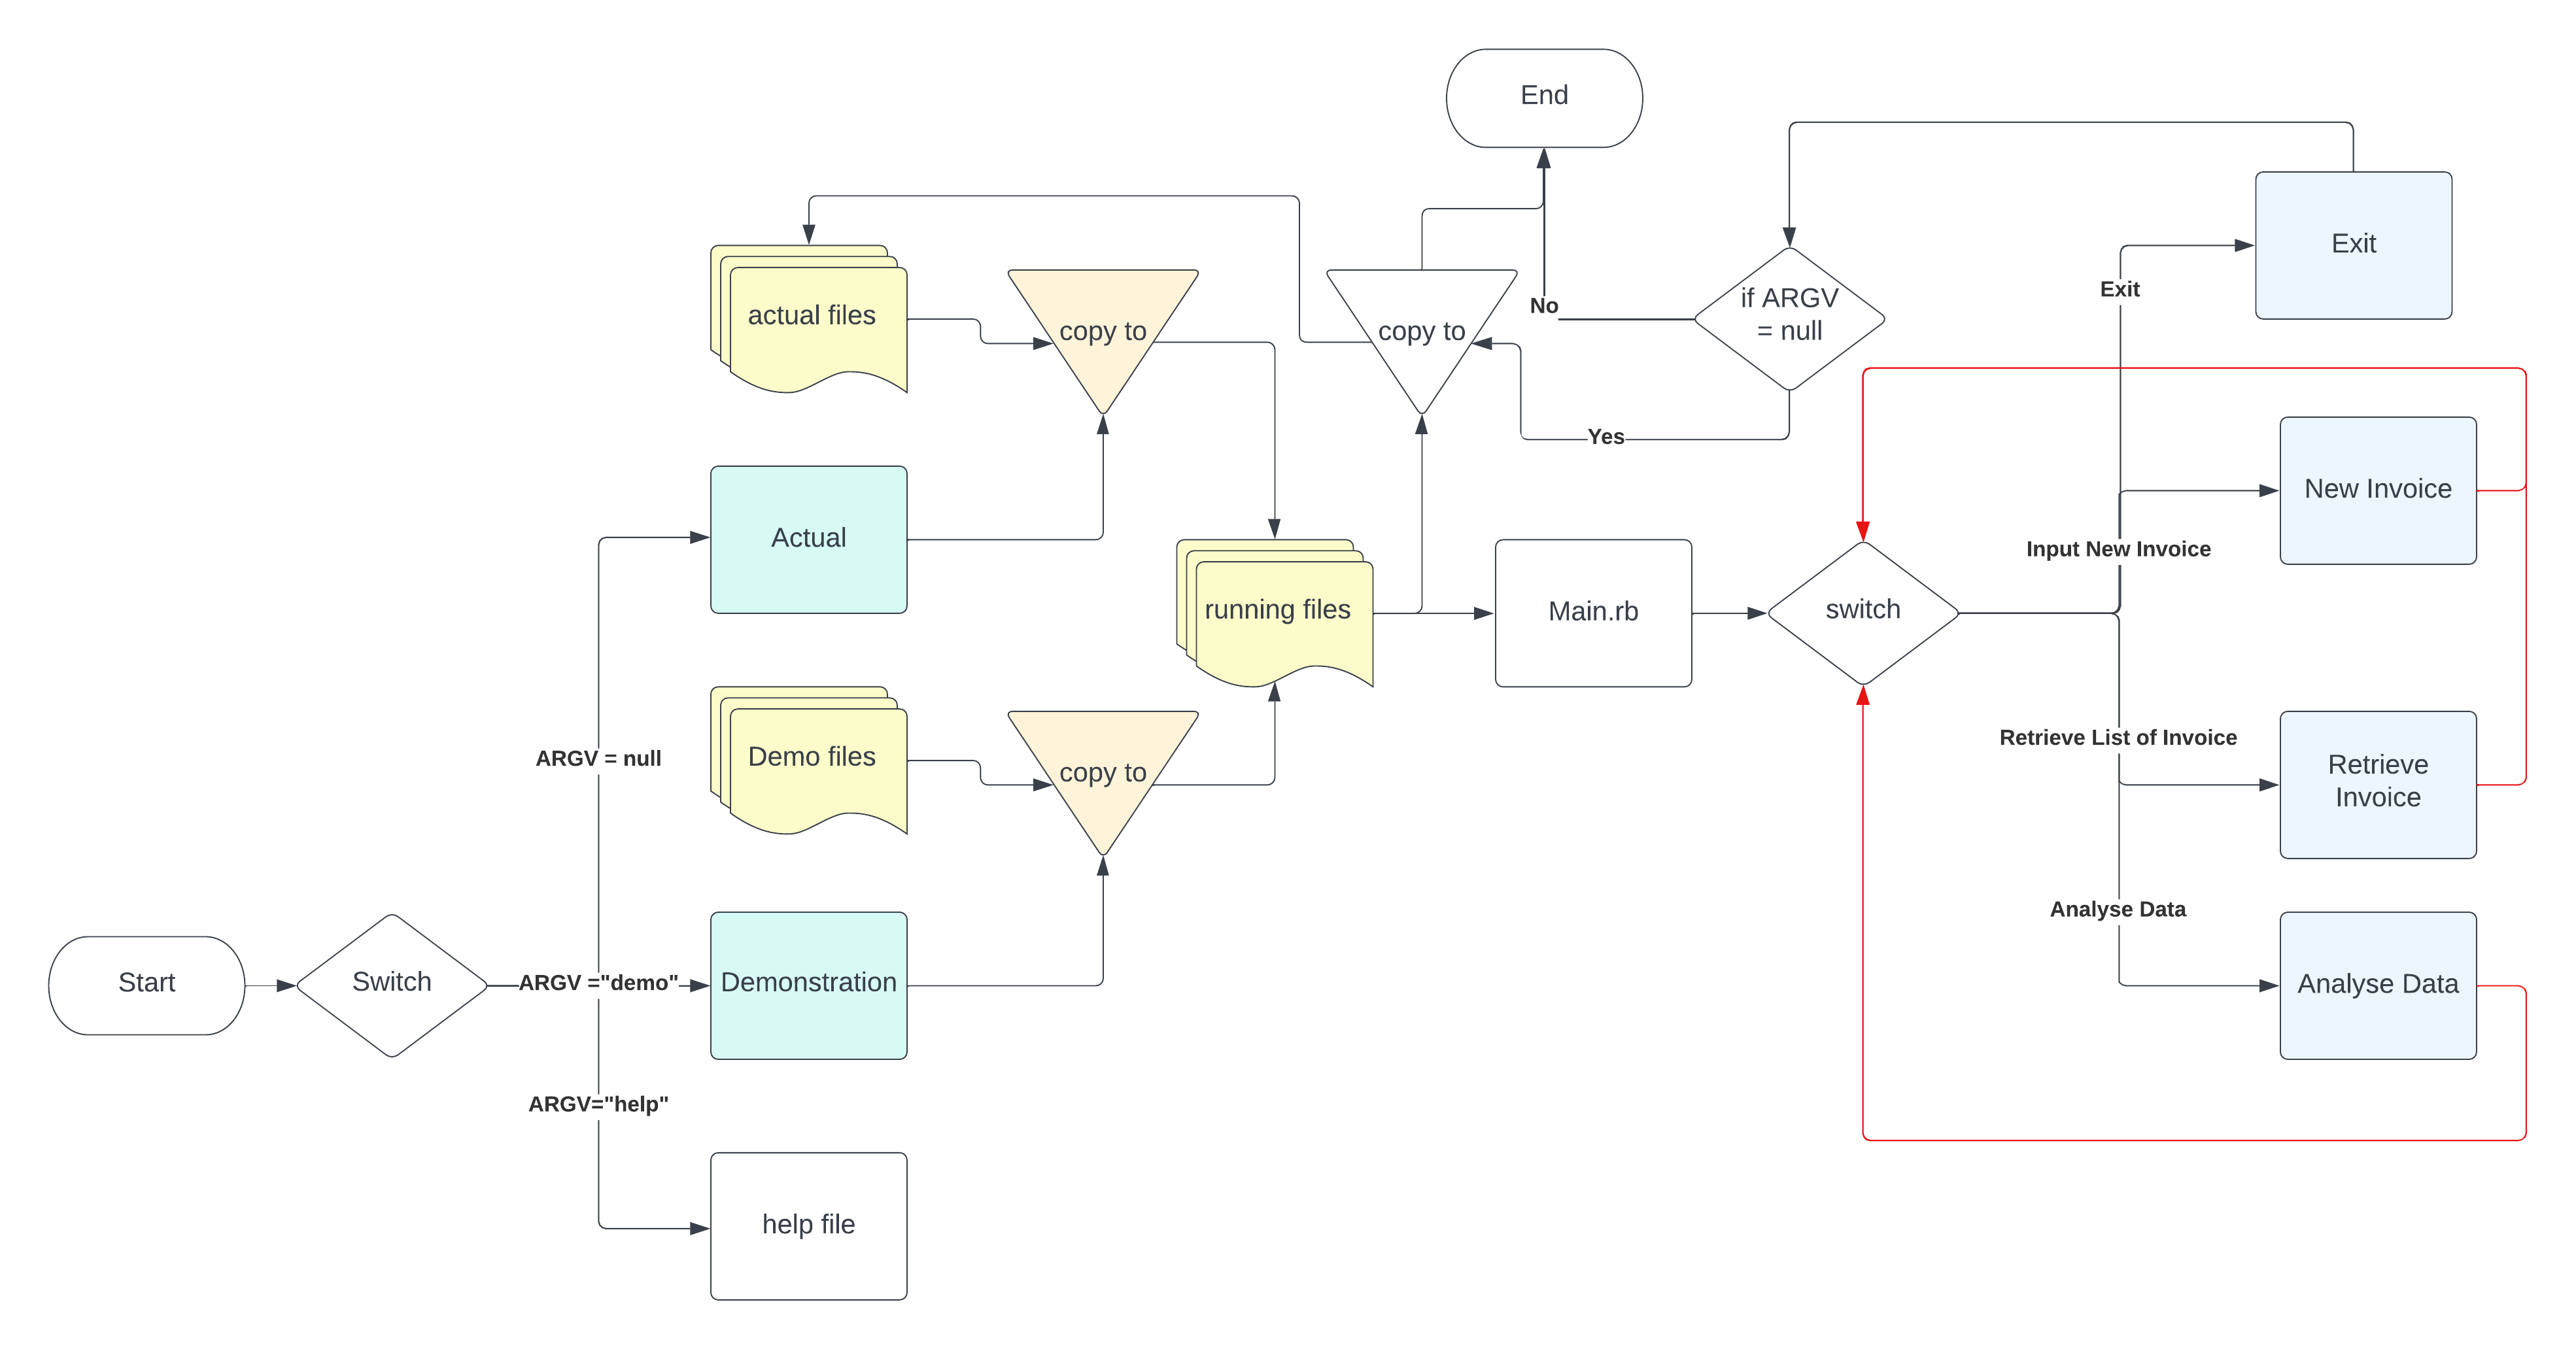 End
Exit
actual files
copy to
copy to
No
if ARGV
= null
Exit
Yes
New Invoice
Actual
Input New Invoice
running files
Main.rb
switch
ARGV = null
Demo files
copy to
Retrieve List of Invoice
Retrieve
Invoice
Analyse Data
Start
Switch
ARGV ="demo"
Demonstration
Analyse Data
ARGV="help"
help file